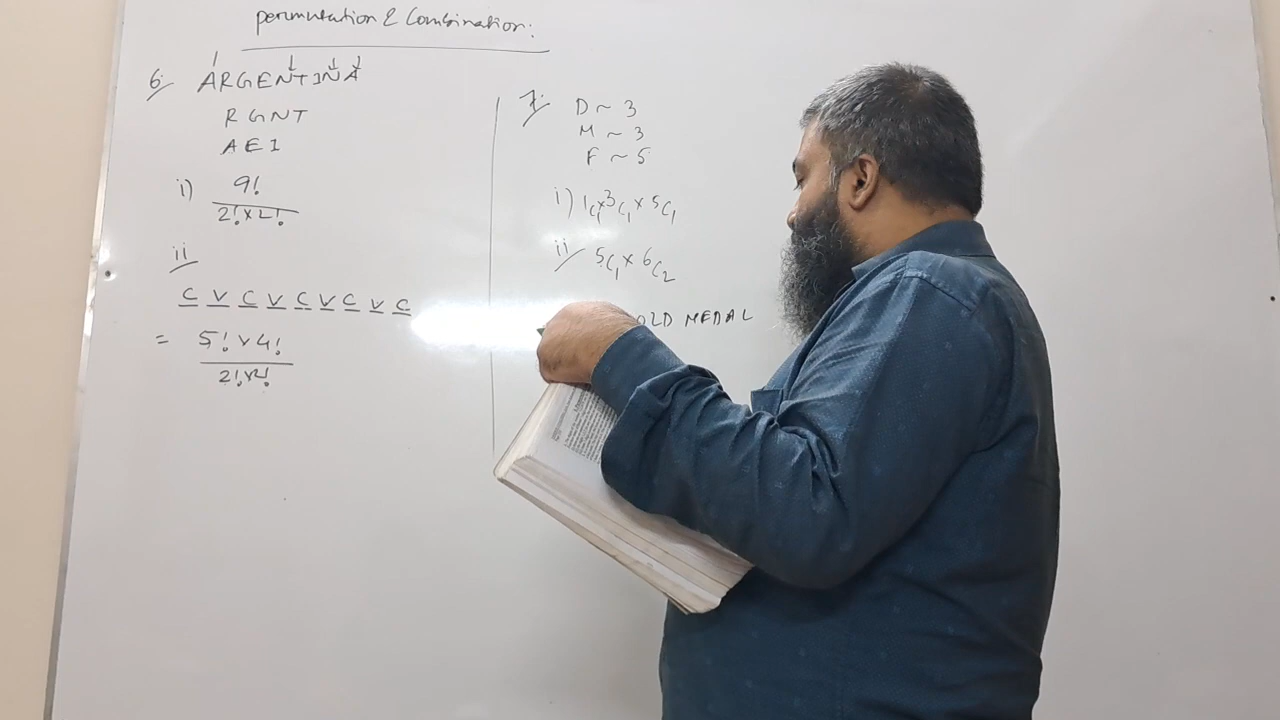 permutation & Combination:
6. ARGENTINA
RGNT
AEI
i) 9!
2! × 2!
ii
C V C V C V C V C
= 5! × 4!
2! × 2!
7. D ~ 3
M ~ 3
F ~ 5
i) 1C1 × 3C1 × 5C1
ii 5C1 × 6C2
OLD MEDAL